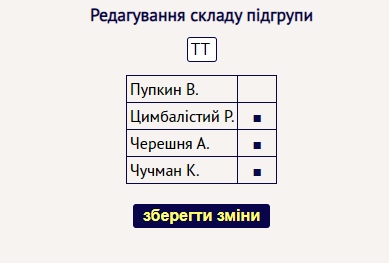 Редагування складу підгрупи
ТТ
Пупкин В.
Цимбалістий Р. ■
Черешня А. ■
Чучман К. ■
зберегти зміни